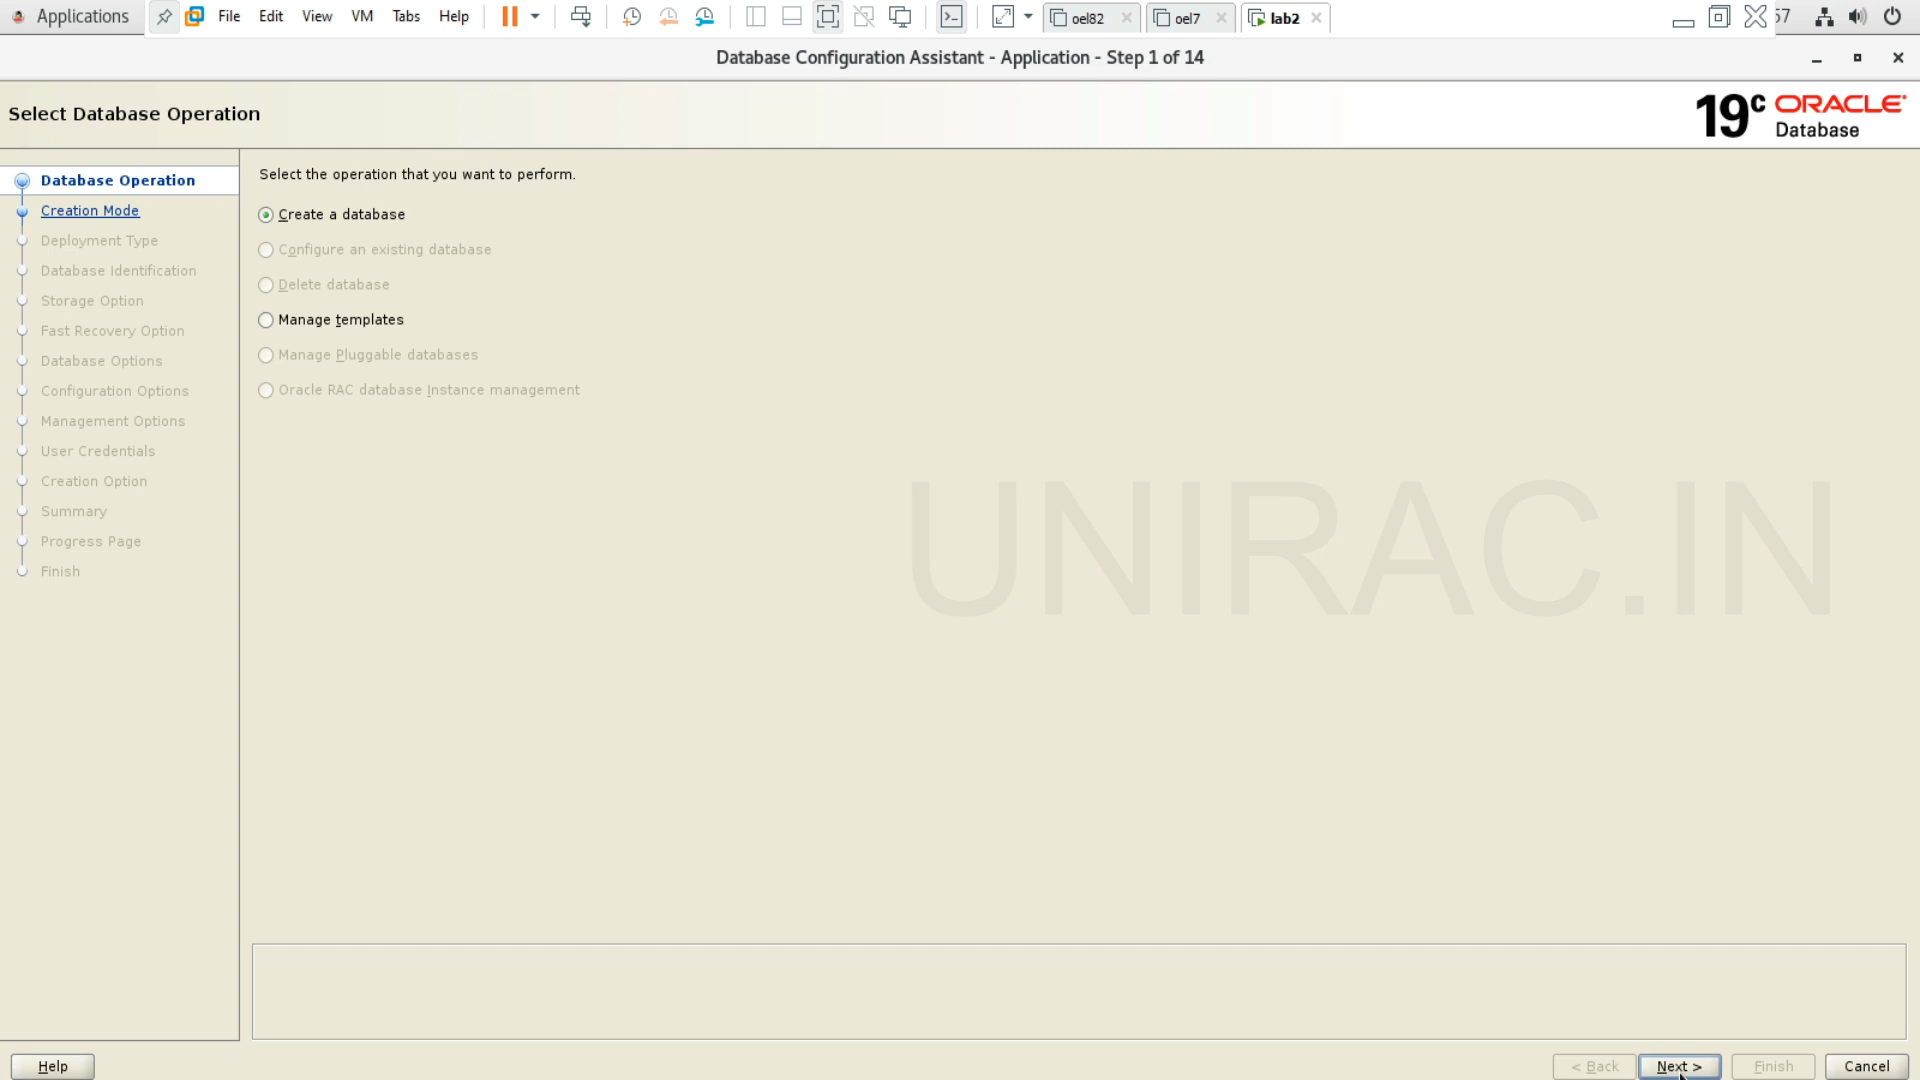 Applications File Edit View VM Tabs Help oel82 oel7 lab2 57
Database Configuration Assistant - Application - Step 1 of 14
Select Database Operation
19c ORACLE
Database
Database Operation
Creation Mode
Deployment Type
Database Identification
Storage Option
Fast Recovery Option
Database Options
Configuration Options
Management Options
User Credentials
Creation Option
Summary
Progress Page
Finish
Select the operation that you want to perform.
Create a database
Configure an existing database
Delete database
Manage templates
Manage Pluggable databases
Oracle RAC database Instance management
UNIRAC.IN
Help < Back Next > Finish Cancel